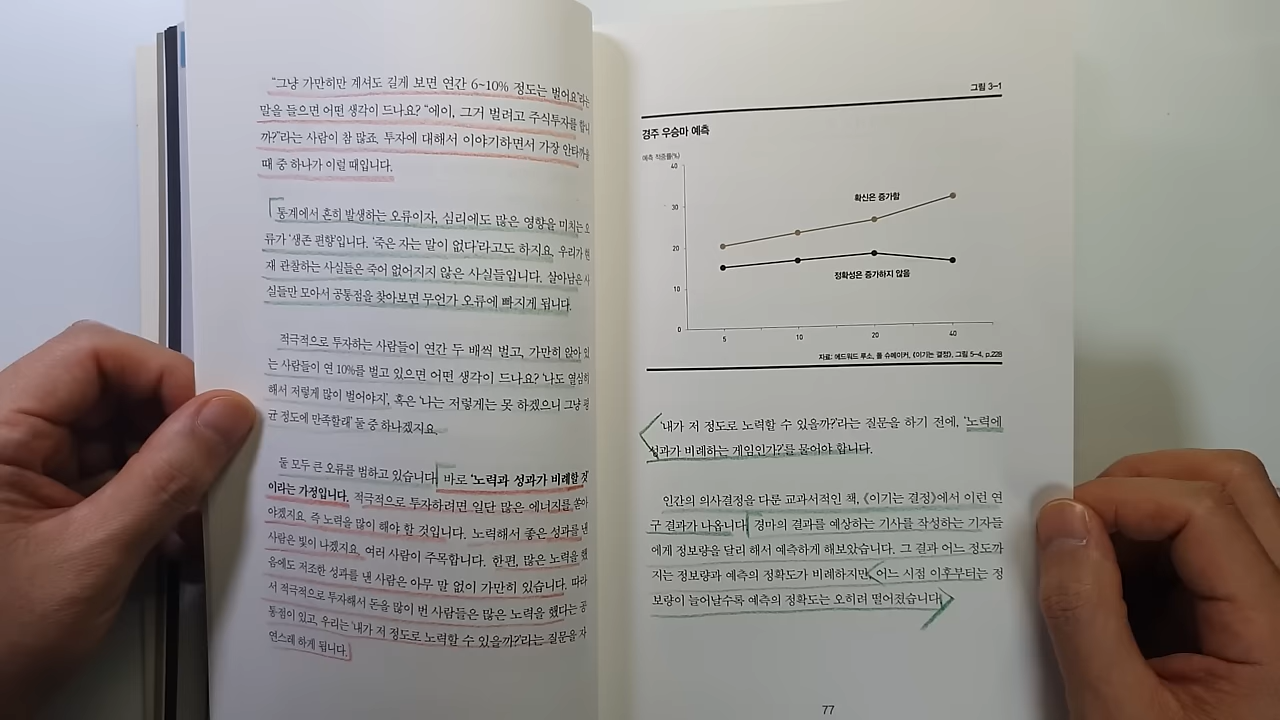 “그냥 가만히만 계셔도 길게 보면 연간 6~10% 정도는 벌어요”라는
말을 들으면 어떤 생각이 드나요? “에이, 그거 벌려고 주식투자를 합니
까?”라는 사람이 참 많죠. 투자에 대해서 이야기하면서 가장 안타까울
때 중 하나가 이럴 때입니다.
통계에서 흔히 발생하는 오류이자, 심리에도 많은 영향을 미치는 오
류가 ‘생존 편향’입니다. ‘죽은 자는 말이 없다’라고도 하지요. 우리가 현
재 관찰하는 사실들은 죽어 없어지지 않은 사실들입니다. 살아남은 사
실들만 모아서 공통점을 찾아보면 무언가 오류에 빠지게 됩니다.
적극적으로 투자하는 사람들이 연간 두 배씩 벌고, 가만히 앉아 있
는 사람들이 연 10%를 벌고 있으면 어떤 생각이 드나요? ‘나도 열심히
해서 저렇게 많이 벌어야지’, 혹은 ‘나는 저렇게는 못 하겠으니 그냥 평
균 정도에 만족할래’ 둘 중 하나겠지요.
둘 모두 큰 오류를 범하고 있습니다. 바로 ‘노력과 성과가 비례할 것’
이라는 가정입니다. 적극적으로 투자하려면 일단 많은 에너지를 쏟아
야겠지요. 즉 노력을 많이 해야 한 것입니다. 노력해서 좋은 성과를 낸
사람은 빛이 나겠지요. 여러 사람이 주목합니다. 한편, 많은 노력을 했
음에도 저조한 성과를 낸 사람은 아무 말 없이 가만히 있습니다. 따라
서 적극적으로 투자해서 돈을 많이 번 사람들은 많은 노력을 했다는 공
통점이 있고, 우리는 ‘내가 저 정도로 노력할 수 있을까?’라는 질문을 자
연스레 하게 됩니다.
그림 3-1
경주 우승마 예측
예측 적중률(%)
40
30
20
10
0
확신은 증가함
정확성은 증가하지 않음
5 10 20 40
자료: 에드워드 루소, 폴 슈메이커, 《이기는 결정》, 그림 5-4, p.228
‘내가 저 정도로 노력할 수 있을까?’라는 질문을 하기 전에, ‘노력에
성과가 비례하는 게임인가?’를 물어야 합니다.
인간의 의사결정을 다룬 교과서적인 책, 《이기는 결정》에서 이런 연
구 결과가 나옵니다. 경마의 결과를 예상하는 기사를 작성하는 기자들
에게 정보량을 달리 해서 예측하게 해보았습니다. 그 결과 어느 정도까
지는 정보량과 예측의 정확도가 비례하지만, 어느 시점 이후부터는 정
보량이 늘어날수록 예측의 정확도는 오히려 떨어졌습니다.
77